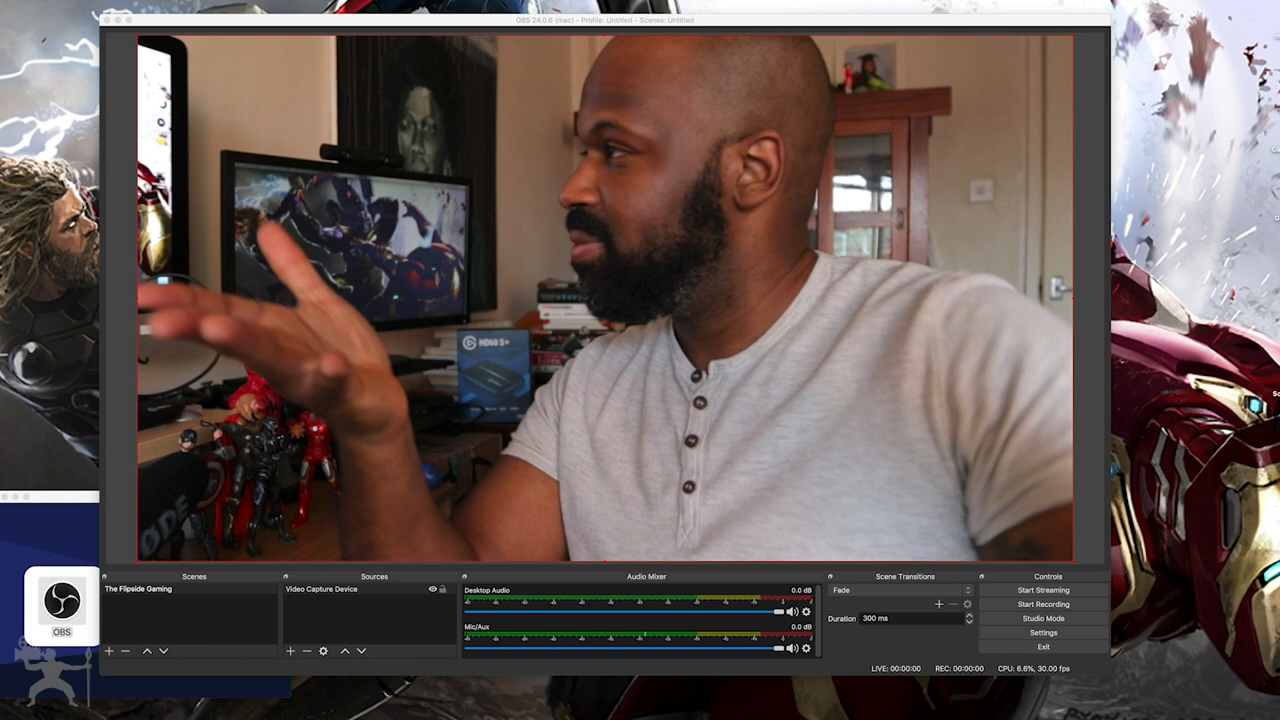 OBS 24.0.6 (mac) - Profile: Untitled - Scenes: Untitled
HD60 S+
ODE
OBS
Scenes
The Flipside Gaming
Sources
Video Capture Device
Audio Mixer
Desktop Audio 0.0 dB
Mic/Aux 0.0 dB
Scene Transitions
Fade
Duration 300 ms
Controls
Start Streaming
Start Recording
Studio Mode
Settings
Exit
LIVE: 00:00:00 REC: 00:00:00 CPU: 6.6%, 30.00 fps